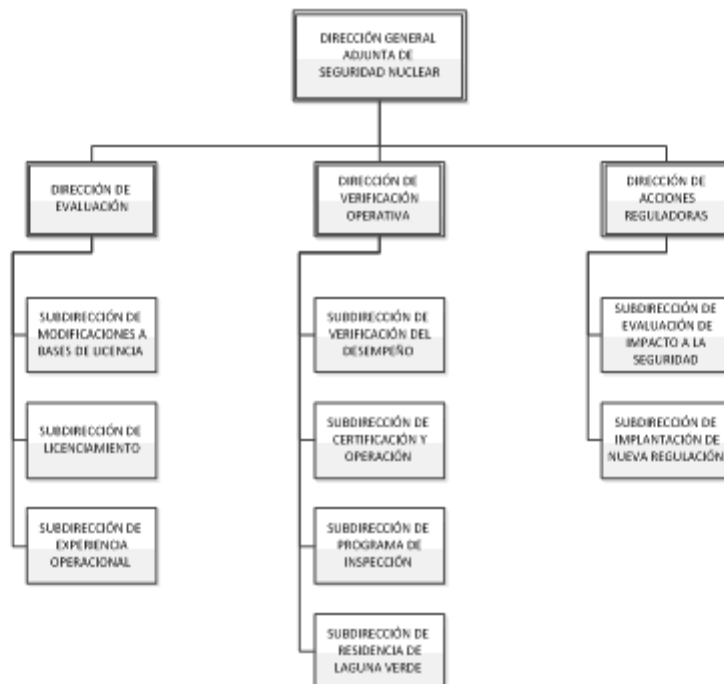 DIRECCIÓN GENERAL
ADJUNTA DE
SEGURIDAD NUCLEAR
DIRECCIÓN DE
EVALUACIÓN
DIRECCIÓN DE
VERIFICACIÓN
OPERATIVA
DIRECCIÓN DE
ACCIONES
REGULADORAS
SUBDIRECCIÓN DE
MODIFICACIONES A
BASES DE LICENCIA
SUBDIRECCIÓN DE
VERIFICACIÓN DEL
DESEMPEÑO
SUBDIRECCIÓN DE
EVALUACIÓN DE
IMPACTO A LA
SEGURIDAD
SUBDIRECCIÓN DE
LICENCIAMIENTO
SUBDIRECCIÓN DE
CERTIFICACIÓN Y
OPERACIÓN
SUBDIRECCIÓN DE
IMPLANTACIÓN DE
NUEVA REGULACIÓN
SUBDIRECCIÓN DE
EXPERIENCIA
OPERACIONAL
SUBDIRECCIÓN DE
PROGRAMA DE
INSPECCIÓN
SUBDIRECCIÓN DE
RESIDENCIA DE
LAGUNA VERDE